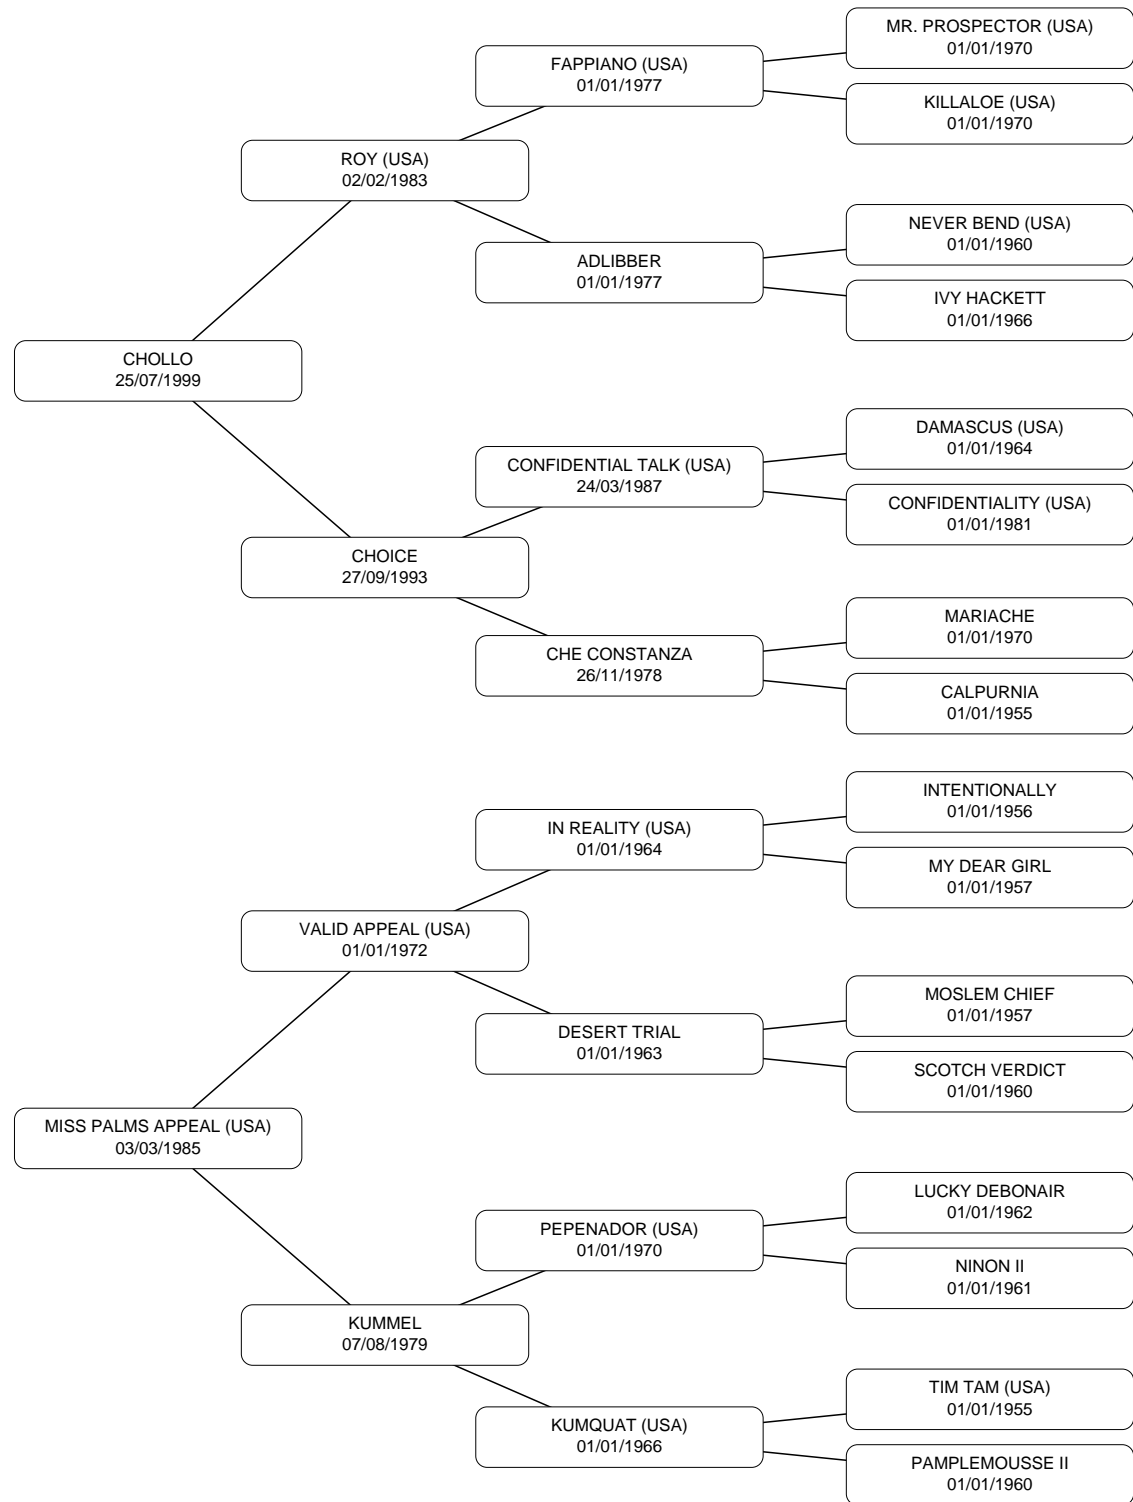 MR. PROSPECTOR (USA)
01/01/1970
FAPPIANO (USA)
01/01/1977
KILLALOE (USA)
01/01/1970
ROY (USA)
02/02/1983
NEVER BEND (USA)
01/01/1960
ADLIBBER
01/01/1977
IVY HACKETT
01/01/1966
CHOLLO
25/07/1999
DAMASCUS (USA)
01/01/1964
CONFIDENTIAL TALK (USA)
24/03/1987
CONFIDENTIALITY (USA)
01/01/1981
CHOICE
27/09/1993
MARIACHE
01/01/1970
CHE CONSTANZA
26/11/1978
CALPURNIA
01/01/1955
INTENTIONALLY
01/01/1956
IN REALITY (USA)
01/01/1964
MY DEAR GIRL
01/01/1957
VALID APPEAL (USA)
01/01/1972
MOSLEM CHIEF
01/01/1957
DESERT TRIAL
01/01/1963
SCOTCH VERDICT
01/01/1960
MISS PALMS APPEAL (USA)
03/03/1985
LUCKY DEBONAIR
01/01/1962
PEPENADOR (USA)
01/01/1970
NINON II
01/01/1961
KUMMEL
07/08/1979
TIM TAM (USA)
01/01/1955
KUMQUAT (USA)
01/01/1966
PAMPLEMOUSSE II
01/01/1960